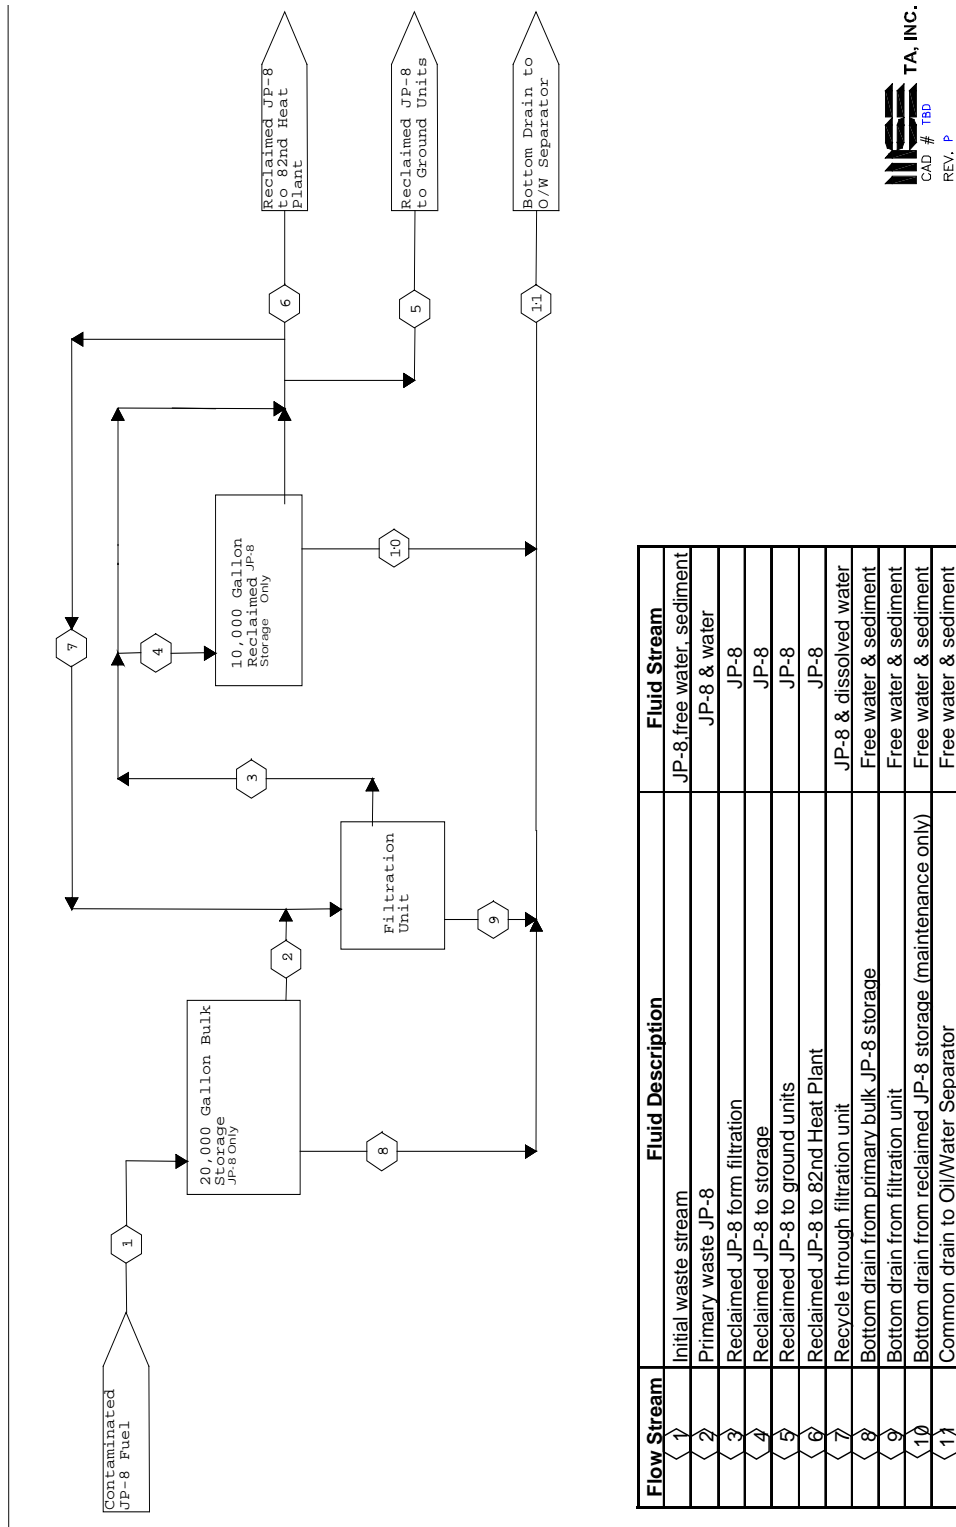 Contaminated
JP-8 Fuel
1
20,000 Gallon Bulk
Storage
JP-8 Only
2
8
Filtration
Unit
9
3
7
4
10,000 Gallon
Reclaimed JP-8
Storage Only
10
6
5
11
Reclaimed JP-8
to 82nd Heat
Plant
Reclaimed JP-8
to Ground Units
Bottom Drain to
O/W Separator
Flow Stream Fluid Description Fluid Stream
1 Initial waste stream JP-8,free water, sediment
2 Primary waste JP-8 JP-8 & water
3 Reclaimed JP-8 form filtration JP-8
4 Reclaimed JP-8 to storage JP-8
5 Reclaimed JP-8 to ground units JP-8
6 Reclaimed JP-8 to 82nd Heat Plant JP-8
7 Recycle through filtration unit JP-8 & dissolved water
8 Bottom drain from primary bulk JP-8 storage Free water & sediment
9 Bottom drain from filtration unit Free water & sediment
10 Bottom drain from reclaimed JP-8 storage (maintenance only) Free water & sediment
11 Common drain to Oil/Water Separator Free water & sediment
MSE TA, INC.
CAD # TBD
REV. P